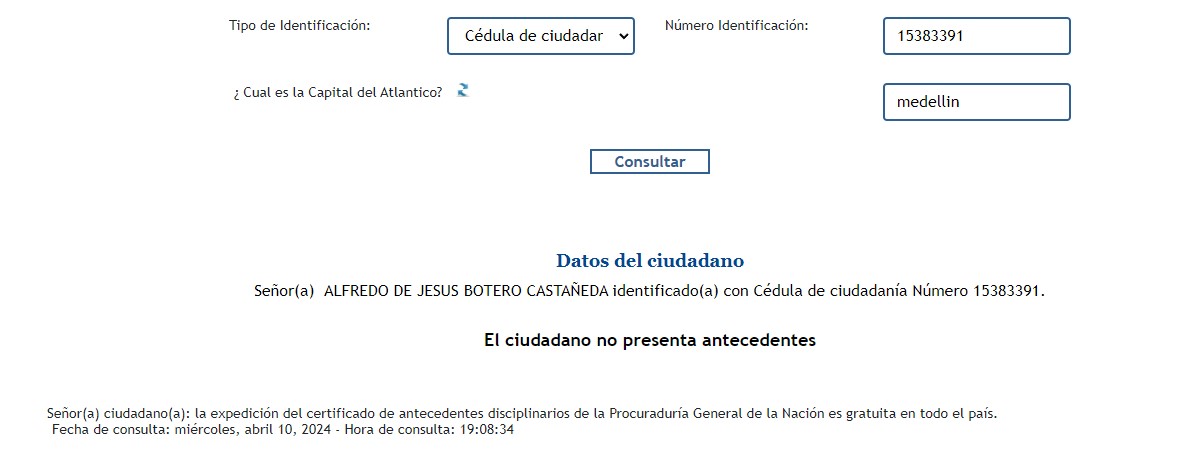 Tipo de Identificación: Cédula de ciudadar Número Identificación: 15383391
¿ Cual es la Capital del Atlantico? medellin
Consultar
Datos del ciudadano
Señor(a) ALFREDO DE JESUS BOTERO CASTAÑEDA identificado(a) con Cédula de ciudadanía Número 15383391.
El ciudadano no presenta antecedentes
Señor(a) ciudadano(a): la expedición del certificado de antecedentes disciplinarios de la Procuraduría General de la Nación es gratuita en todo el país.
Fecha de consulta: miércoles, abril 10, 2024 - Hora de consulta: 19:08:34